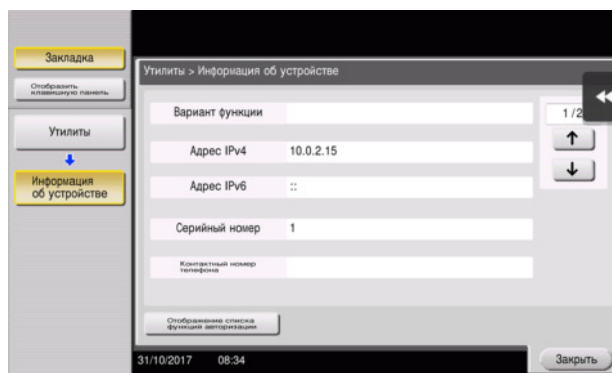 Закладка
Отобразить
клавишную панель
Утилиты
Информация
об устройстве
Утилиты > Информация об устройстве
Вариант функции
1/2
Адрес IPv4 10.0.2.15
Адрес IPv6 ::
Серийный номер 1
Контактный номер
телефона
Отображение списка
функций авторизации
31/10/2017 08:34
Закрыть